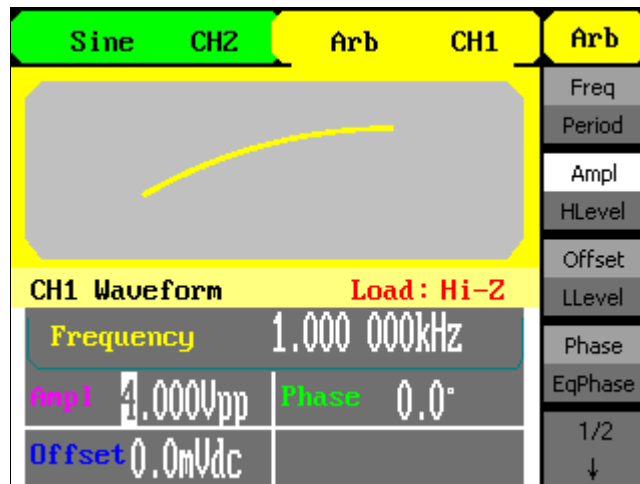 Sine CH2 Arb CH1 Arb
Freq
Period
Ampl
HLevel
Offset
LLevel
Phase
EqPhase
1/2
↓
CH1 Waveform Load: Hi-Z
Frequency 1.000 000kHz
Ampl 4.000Vpp Phase 0.0°
Offset 0.0mVdc